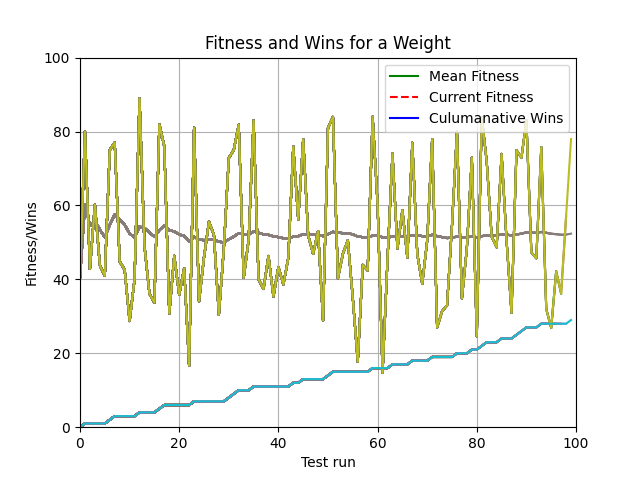 Fitness and Wins for a Weight
100
80
60
40
20
0
Fitness/Wins
Mean Fitness
Current Fitness
Culumanative Wins
0 20 40 60 80 100
Test run